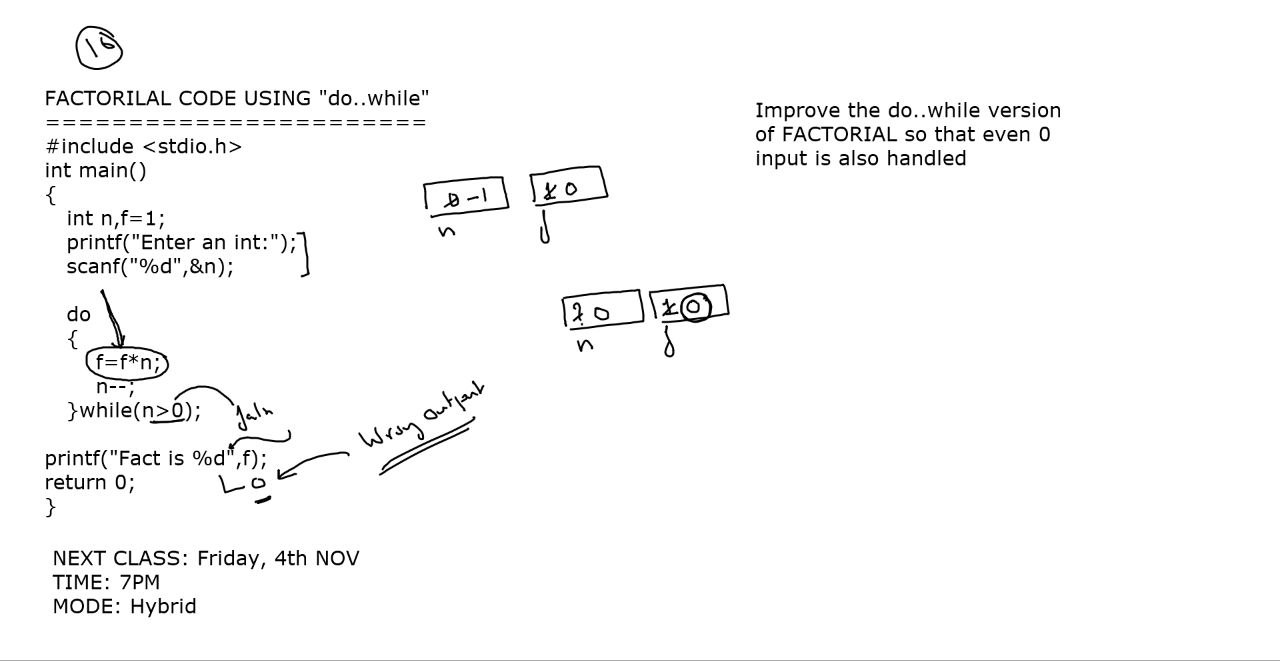 16
FACTORILAL CODE USING "do..while"
=======================
#include <stdio.h>
int main()
{
int n,f=1;
printf("Enter an int:");
scanf("%d",&n);
do
{
f=f*n;
n--;
}while(n>0);
printf("Fact is %d",f);
return 0;
}
0 -1
n
1 0
f
? 0
n
1 0
f
false
0
Wrong output
NEXT CLASS: Friday, 4th NOV
TIME: 7PM
MODE: Hybrid
Improve the do..while version
of FACTORIAL so that even 0
input is also handled